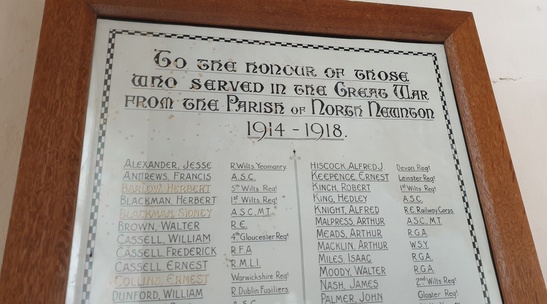 To the honour of those
who served in the Great War
from the Parish of North Newnton
1914 - 1918.
ALEXANDER, JESSE R.Wilts Yeomanry.
ANDREWS, FRANCIS A.S.C.
BARLOW, HERBERT 5th Wilts. Regt
BLACKMAN HERBERT 1st Wilts. Regt
BLACKMAN, SIDNEY A.S.C., M.T.
BROWN, WALTER R.E.
CASSELL, WILLIAM 4th Gloucester Regt
CASSELL, FREDERICK R.F.A.
CASSELL ERNEST R.M.L.I.
COLLINS ERNEST Warwickshire Regt
DUNFORD, WILLIAM R.Dublin Fusiliers
A.S.C.
HISCOCK, ALFRED, J Devon Regt
KEEPENCE, ERNEST Leinster Regt
KINCH, ROBERT 1st Wilts. Regt
KING, HEDLEY A.S.C.
KNIGHT, ALFRED R.E. Railway Corps
MALPRESS ARTHUR A.S.C, M.T.
MEADS, ARTHUR R.G.A.
MACKLIN, ARTHUR W.S.Y.
MILES, ISAAC R.G.A.
MOODY, WALTER R.G.A.
NASH, JAMES 2nd Wilts Regt
PALMER, JOHN Gloster Regt